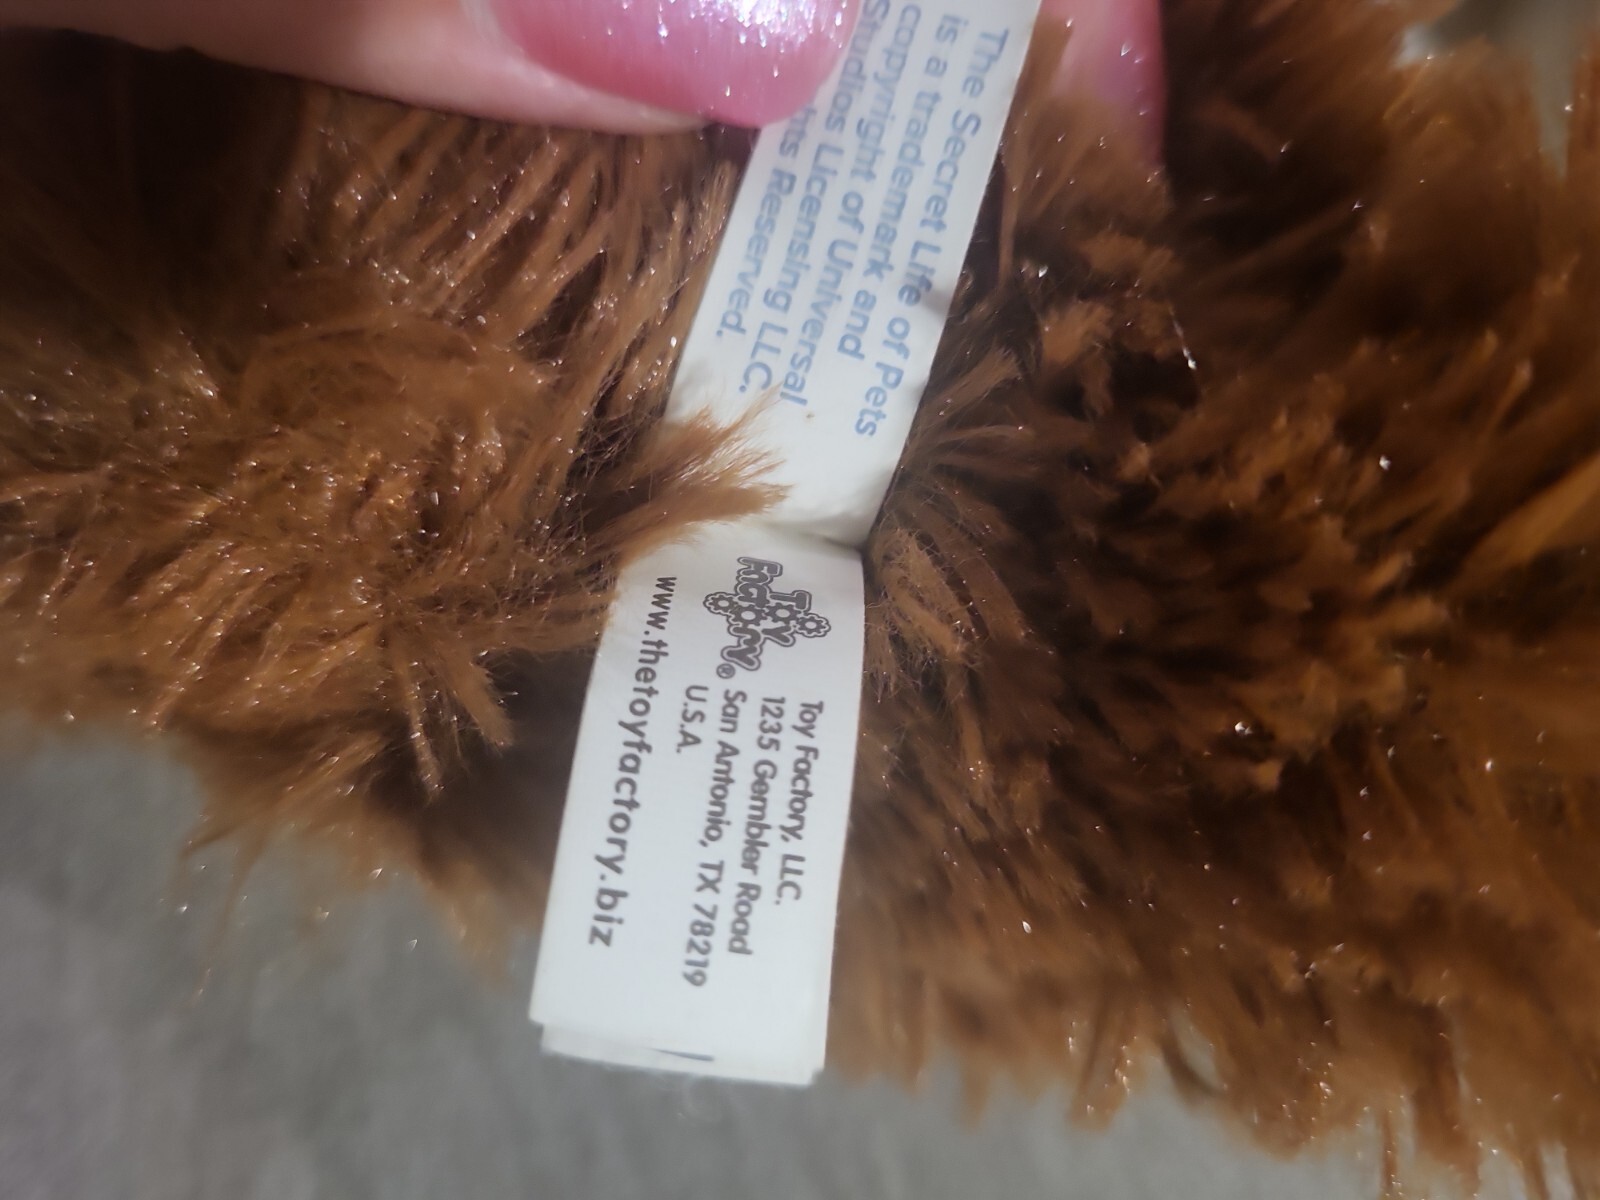 The Secret Life of Pets
is a trademark and
copyright of Universal
Studios Licensing LLC.
Reserved.
Toy
Factory®
Toy Factory, LLC.
1235 Gembler Road
San Antonio, TX 78219
U.S.A.
www.thetoyfactory.biz